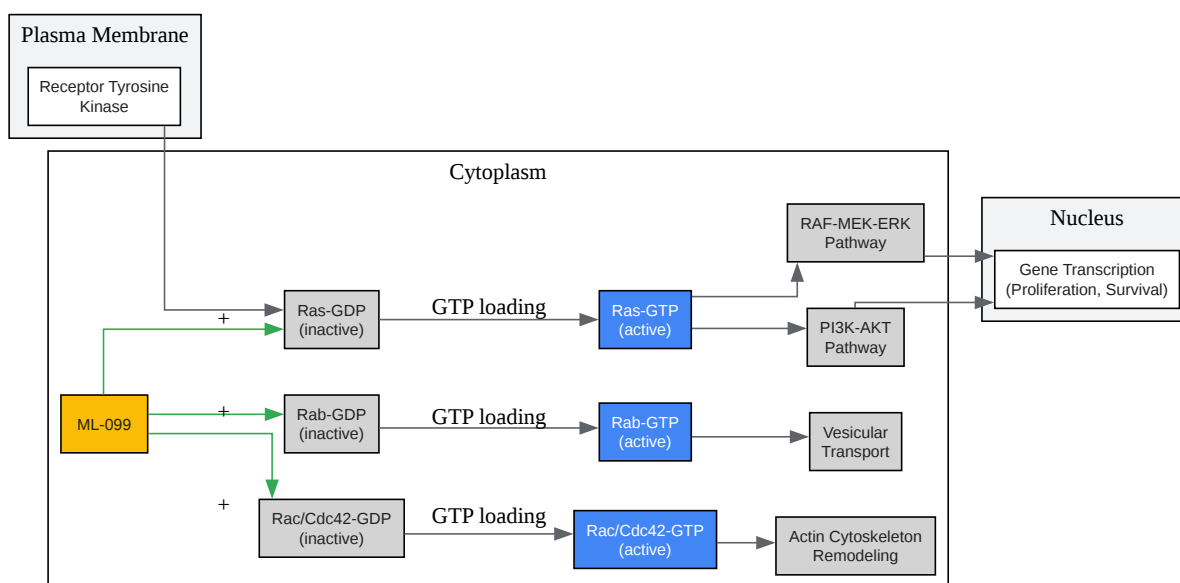 Plasma Membrane
Receptor Tyrosine
Kinase
Cytoplasm
RAF-MEK-ERK
Pathway
Nucleus
Gene Transcription
(Proliferation, Survival)
+
Ras-GDP
(inactive)
GTP loading
Ras-GTP
(active)
PI3K-AKT
Pathway
ML-099
+
Rab-GDP
(inactive)
GTP loading
Rab-GTP
(active)
Vesicular
Transport
+
Rac/Cdc42-GDP
(inactive)
GTP loading
Rac/Cdc42-GTP
(active)
Actin Cytoskeleton
Remodeling